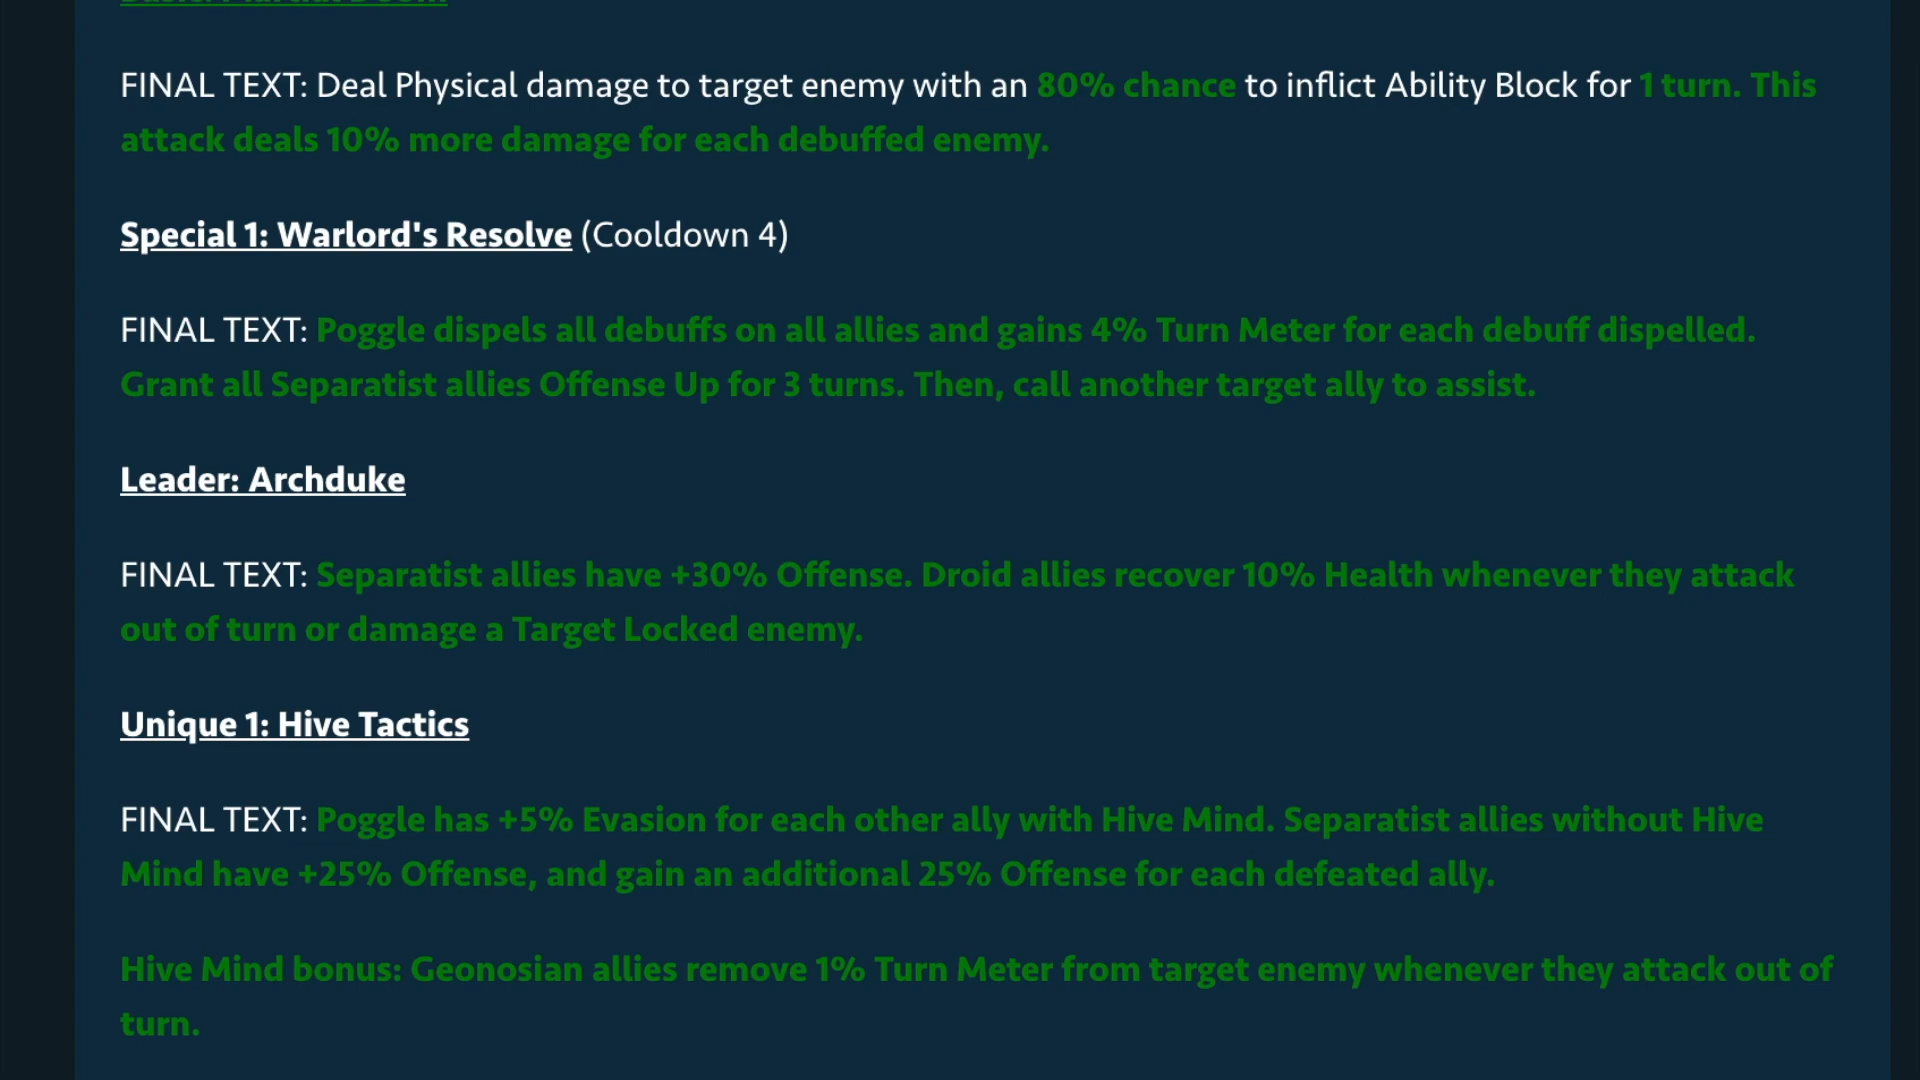 FINAL TEXT: Deal Physical damage to target enemy with an 80% chance to inflict Ability Block for 1 turn. This
attack deals 10% more damage for each debuffed enemy.
Special 1: Warlord's Resolve (Cooldown 4)
FINAL TEXT: Poggle dispels all debuffs on all allies and gains 4% Turn Meter for each debuff dispelled.
Grant all Separatist allies Offense Up for 3 turns. Then, call another target ally to assist.
Leader: Archduke
FINAL TEXT: Separatist allies have +30% Offense. Droid allies recover 10% Health whenever they attack
out of turn or damage a Target Locked enemy.
Unique 1: Hive Tactics
FINAL TEXT: Poggle has +5% Evasion for each other ally with Hive Mind. Separatist allies without Hive
Mind have +25% Offense, and gain an additional 25% Offense for each defeated ally.
Hive Mind bonus: Geonosian allies remove 1% Turn Meter from target enemy whenever they attack out of
turn.